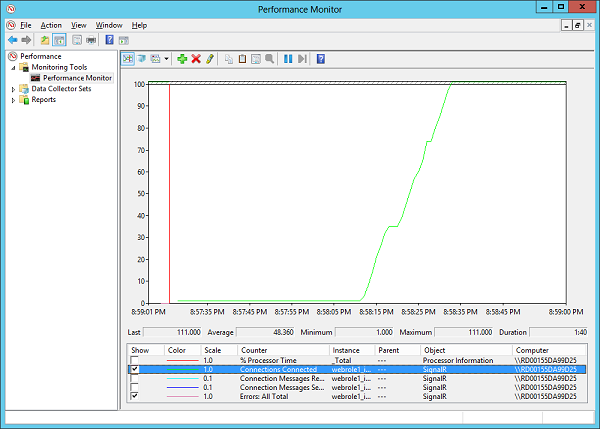 Performance Monitor
File Action View Window Help
Performance
Monitoring Tools
Performance Monitor
Data Collector Sets
Reports
100
90
80
70
60
50
40
30
20
10
0
8:59:01 PM 8:57:35 PM 8:57:45 PM 8:57:55 PM 8:58:05 PM 8:58:15 PM 8:58:25 PM 8:58:35 PM 8:58:45 PM 8:59:00 PM
Last 111.000 Average 48.360 Minimum 1.000 Maximum 111.000 Duration 1:40
Show Color Scale Counter Instance Parent Object Computer
1.0 % Processor Time _Total --- Processor Information \\RD00155DA99D25
1.0 Connections Connected webrole1_i... --- SignalR \\RD00155DA99D25
0.1 Connection Messages Re... webrole1_i... --- SignalR \\RD00155DA99D25
0.1 Connection Messages Se... webrole1_i... --- SignalR \\RD00155DA99D25
1.0 Errors: All Total webrole1_i... --- SignalR \\RD00155DA99D25